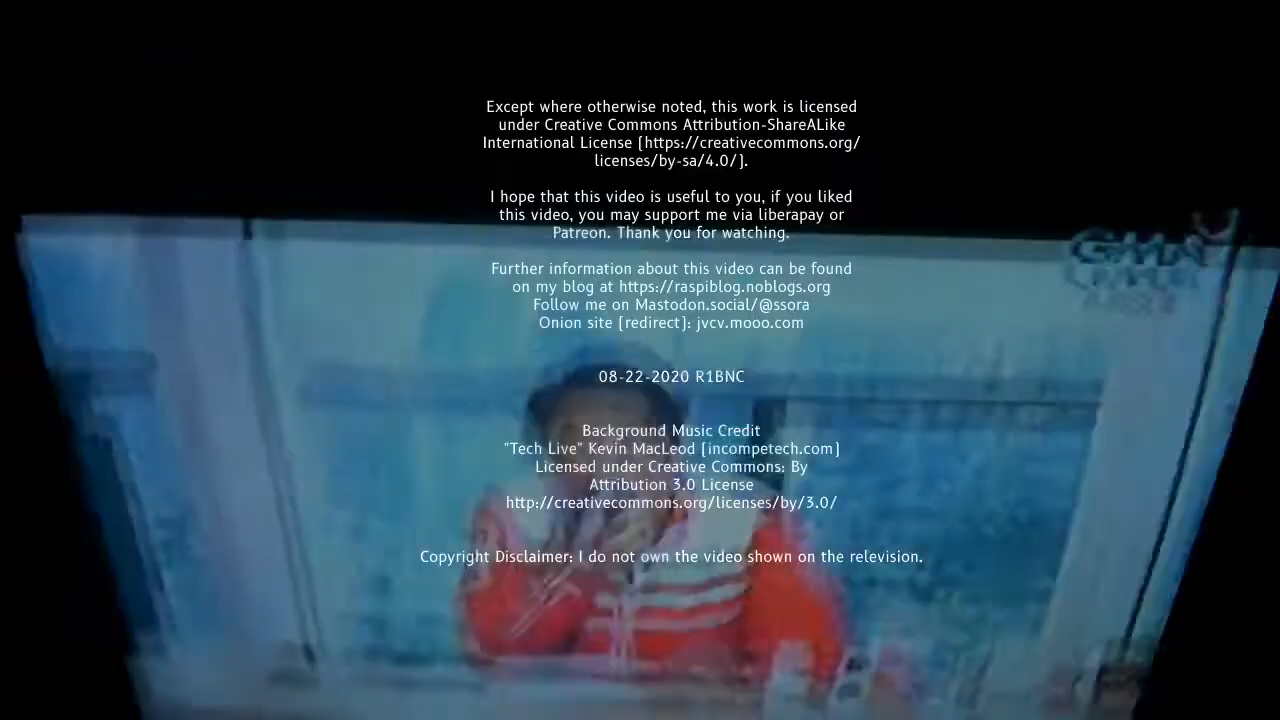 Except where otherwise noted, this work is licensed
under Creative Commons Attribution-ShareALike
International License [https://creativecommons.org/
licenses/by-sa/4.0/].
I hope that this video is useful to you, if you liked
this video, you may support me via liberapay or
Patreon. Thank you for watching.
Further information about this video can be found
on my blog at https://raspiblog.noblogs.org
Follow me on Mastodon.social/@ssora
Onion site [redirect]: jvcv.mooo.com
08-22-2020 R1BNC
Background Music Credit
"Tech Live" Kevin MacLeod [incompetech.com]
Licensed under Creative Commons: By
Attribution 3.0 License
http://creativecommons.org/licenses/by/3.0/
Copyright Disclaimer: I do not own the video shown on the relevision.
GMA